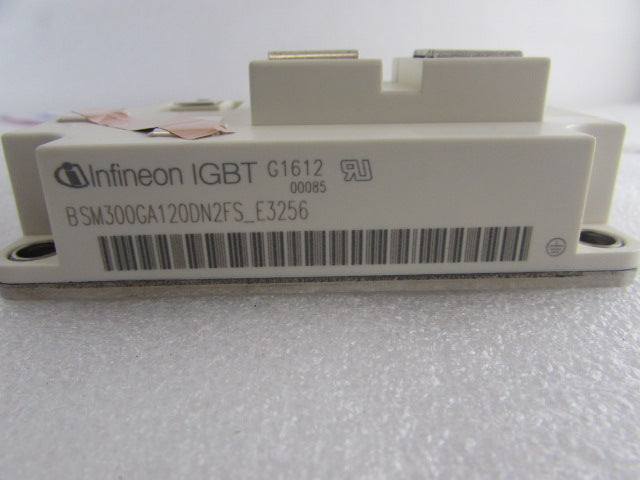 Infineon IGBT G1612
00085
BSM300GA120DN2FS_E3256